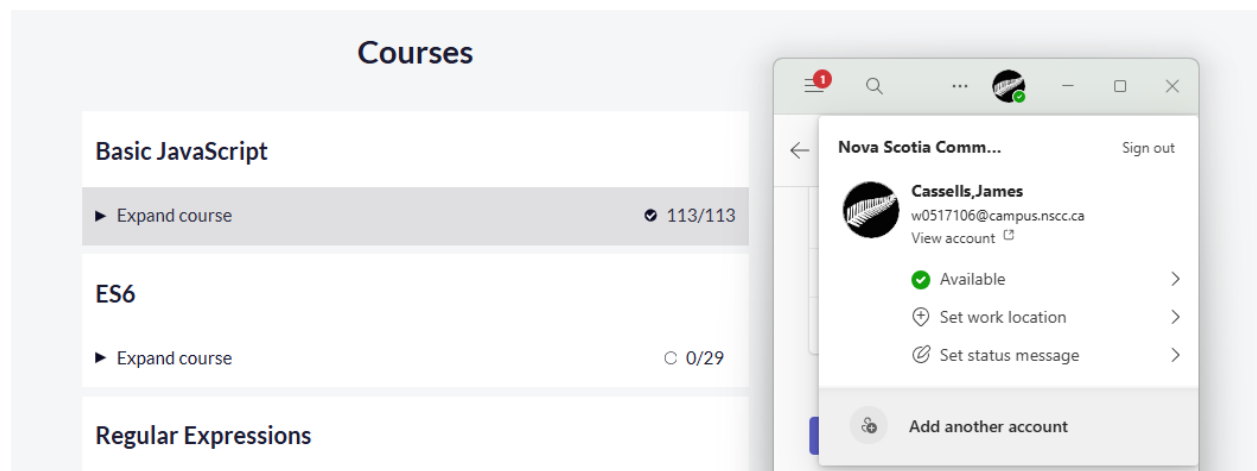 Courses
Basic JavaScript
Expand course
113/113
ES6
Expand course
0/29
Regular Expressions
1
Nova Scotia Comm...
Sign out
Cassells,James
w0517106@campus.nscc.ca
View account
Available
Set work location
Set status message
Add another account